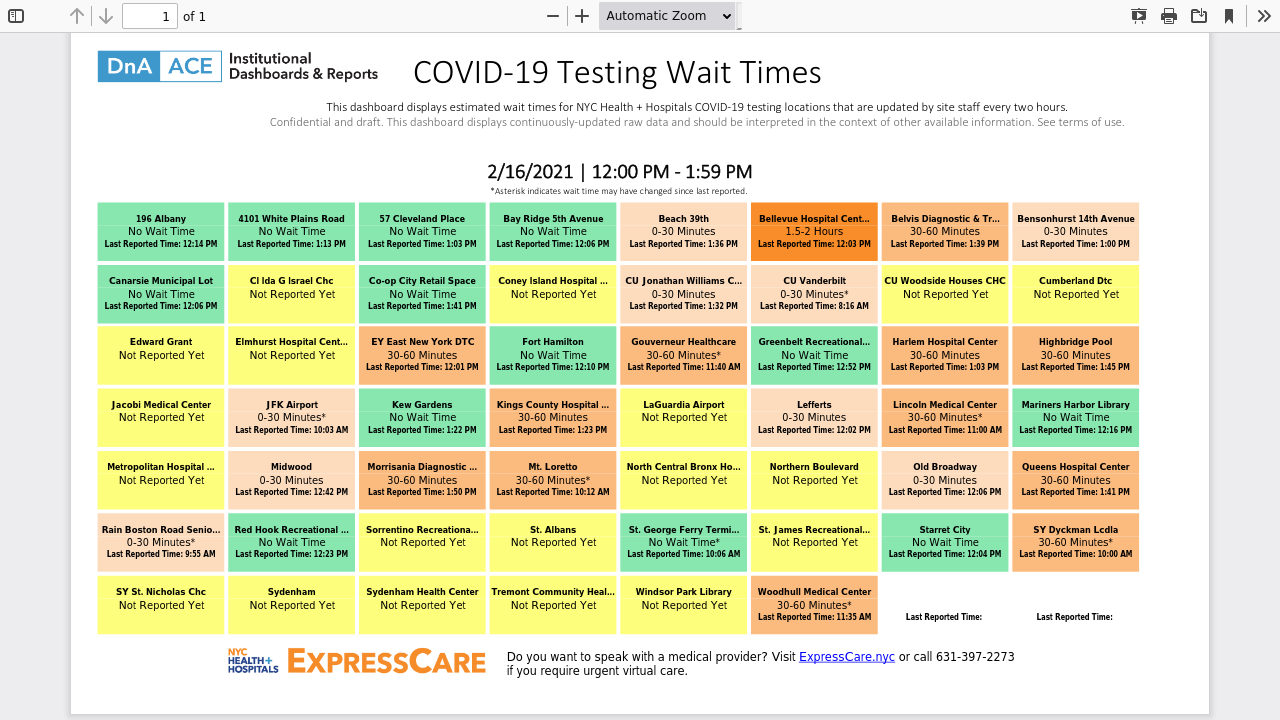 1 of 1 Automatic Zoom
DnA ACE Institutional Dashboards & Reports
COVID-19 Testing Wait Times
This dashboard displays estimated wait times for NYC Health + Hospitals COVID-19 testing locations that are updated by site staff every two hours.
Confidential and draft. This dashboard displays continuously-updated raw data and should be interpreted in the context of other available information. See terms of use.
2/16/2021 | 12:00 PM - 1:59 PM
*Asterisk indicates wait time may have changed since last reported.
196 Albany 4101 White Plains Road 57 Cleveland Place Bay Ridge 5th Avenue Beach 39th Bellevue Hospital Cent... Belvis Diagnostic & Tr... Bensonhurst 14th Avenue
No Wait Time No Wait Time No Wait Time No Wait Time 0-30 Minutes 1.5-2 Hours 30-60 Minutes 0-30 Minutes
Last Reported Time: 12:14 PM Last Reported Time: 1:13 PM Last Reported Time: 1:03 PM Last Reported Time: 12:06 PM Last Reported Time: 1:36 PM Last Reported Time: 12:03 PM Last Reported Time: 1:39 PM Last Reported Time: 1:00 PM
Canarsie Municipal Lot Cl Ida G Israel Chc Co-op City Retail Space Coney Island Hospital ... CU Jonathan Williams C... CU Vanderbilt CU Woodside Houses CHC Cumberland Dtc
No Wait Time Not Reported Yet No Wait Time Not Reported Yet 0-30 Minutes 0-30 Minutes* Not Reported Yet Not Reported Yet
Last Reported Time: 12:06 PM Last Reported Time: 1:41 PM Last Reported Time: 1:32 PM Last Reported Time: 8:16 AM
Edward Grant Elmhurst Hospital Cent... EY East New York DTC Fort Hamilton Gouverneur Healthcare Greenbelt Recreational... Harlem Hospital Center Highbridge Pool
Not Reported Yet Not Reported Yet 30-60 Minutes No Wait Time 30-60 Minutes* No Wait Time 30-60 Minutes 30-60 Minutes
Last Reported Time: 12:01 PM Last Reported Time: 12:10 PM Last Reported Time: 11:40 AM Last Reported Time: 12:52 PM Last Reported Time: 1:03 PM Last Reported Time: 1:45 PM
Jacobi Medical Center JFK Airport Kew Gardens Kings County Hospital ... LaGuardia Airport Lefferts Lincoln Medical Center Mariners Harbor Library
Not Reported Yet 0-30 Minutes* No Wait Time 30-60 Minutes Not Reported Yet 0-30 Minutes 30-60 Minutes* No Wait Time
Last Reported Time: 10:03 AM Last Reported Time: 1:22 PM Last Reported Time: 1:23 PM Last Reported Time: 12:02 PM Last Reported Time: 11:00 AM Last Reported Time: 12:16 PM
Metropolitan Hospital ... Midwood Morrisania Diagnostic ... Mt. Loretto North Central Bronx Ho... Northern Boulevard Old Broadway Queens Hospital Center
Not Reported Yet 0-30 Minutes 30-60 Minutes 30-60 Minutes* Not Reported Yet Not Reported Yet 0-30 Minutes 30-60 Minutes
Last Reported Time: 12:42 PM Last Reported Time: 1:50 PM Last Reported Time: 10:12 AM Last Reported Time: 12:06 PM Last Reported Time: 1:41 PM
Rain Boston Road Senio... Red Hook Recreational ... Sorrentino Recreationa... St. Albans St. George Ferry Termi... St. James Recreational... Starret City SY Dyckman Lcdla
0-30 Minutes* No Wait Time Not Reported Yet Not Reported Yet No Wait Time* Not Reported Yet No Wait Time 30-60 Minutes*
Last Reported Time: 9:55 AM Last Reported Time: 12:23 PM Last Reported Time: 10:06 AM Last Reported Time: 12:04 PM Last Reported Time: 10:00 AM
SY St. Nicholas Chc Sydenham Sydenham Health Center Tremont Community Heal... Windsor Park Library Woodhull Medical Center
Not Reported Yet Not Reported Yet Not Reported Yet Not Reported Yet Not Reported Yet 30-60 Minutes*
Last Reported Time: 11:35 AM Last Reported Time: Last Reported Time:
NYC HEALTH+ HOSPITALS EXPRESSCARE
Do you want to speak with a medical provider? Visit ExpressCare.nyc or call 631-397-2273
if you require urgent virtual care.